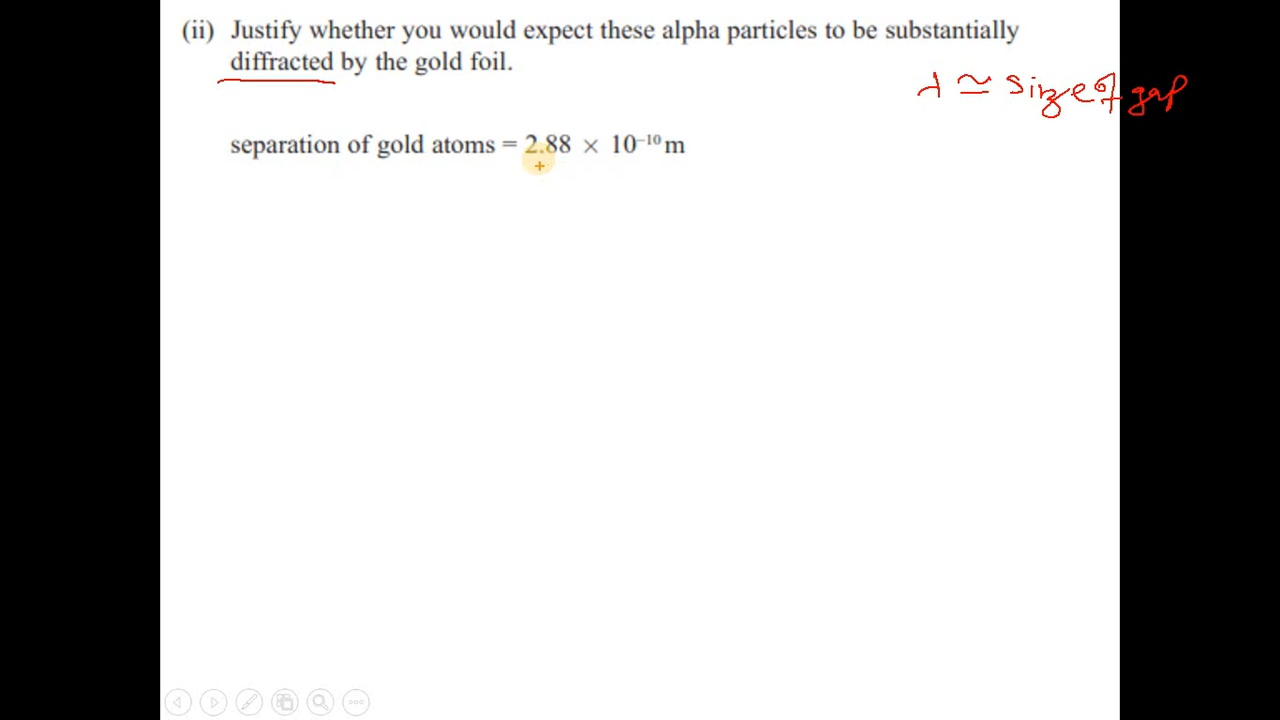 (ii) Justify whether you would expect these alpha particles to be substantially
diffracted by the gold foil.
λ ≅ size of gap
separation of gold atoms = 2.88 × 10⁻¹⁰ m